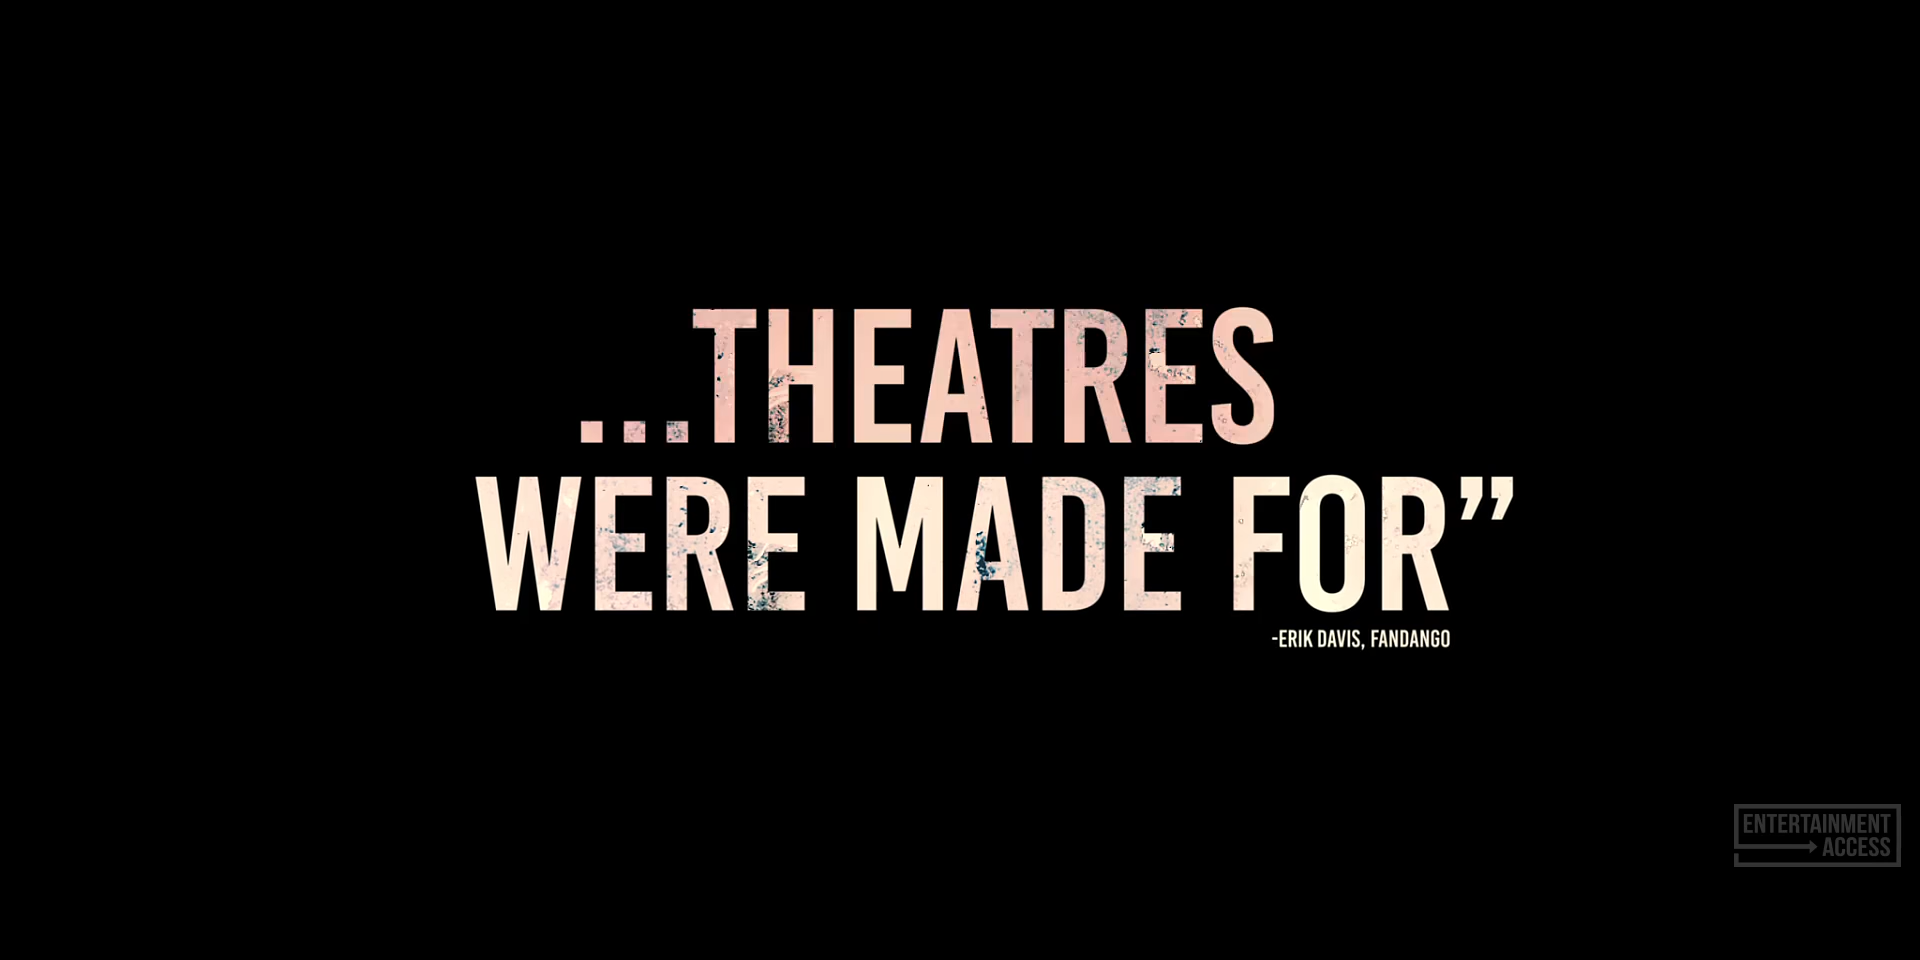 ...THEATRES
WERE MADE FOR”
-ERIK DAVIS, FANDANGO
ENTERTAINMENT
ACCESS